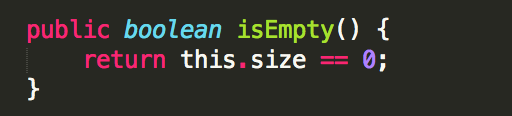 public boolean isEmpty() {
    return this.size == 0;
}